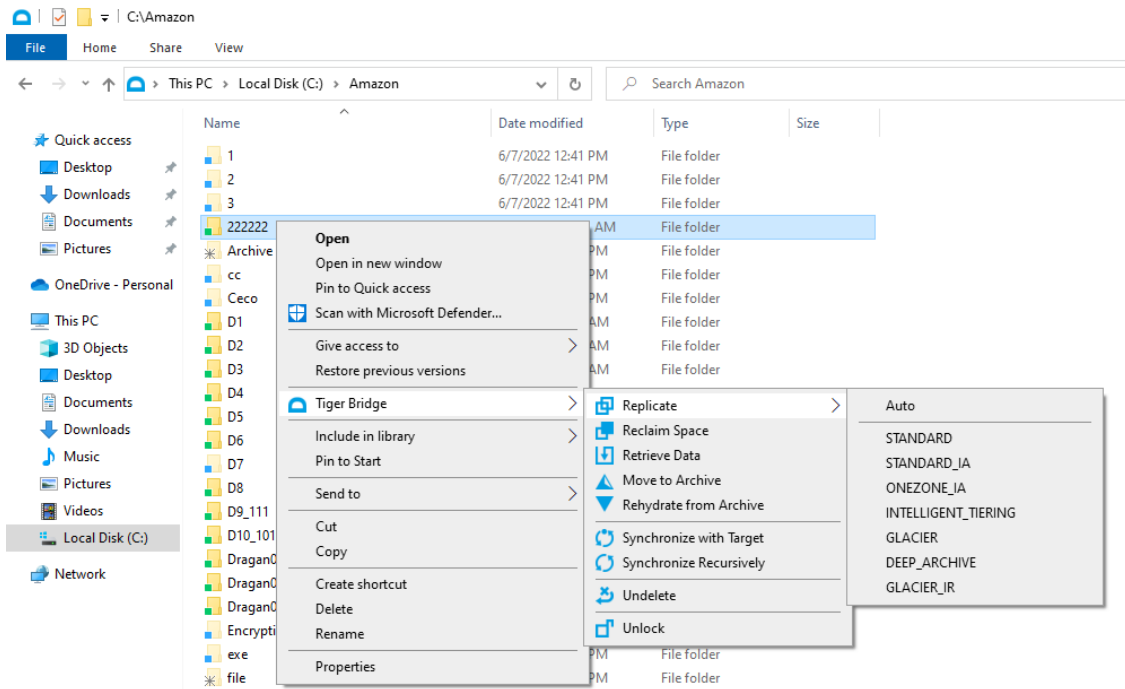 C:\Amazon
File Home Share View
This PC Local Disk (C:) Amazon
Search Amazon
Quick access
Desktop
Downloads
Documents
Pictures
OneDrive - Personal
This PC
3D Objects
Desktop
Documents
Downloads
Music
Pictures
Videos
Local Disk (C:)
Network
Name Date modified Type Size
1 6/7/2022 12:41 PM File folder
2 6/7/2022 12:41 PM File folder
3 6/7/2022 12:41 PM File folder
222222 AM File folder
Archive PM File folder
cc PM File folder
Ceco PM File folder
D1 AM File folder
D2 AM File folder
D3 AM File folder
D4
D5
D6
D7
D8
D9_111
D10_101
Dragan0
Dragan0
Dragan0
Encrypti
exe PM File folder
file PM File folder
Open
Open in new window
Pin to Quick access
Scan with Microsoft Defender...
Give access to
Restore previous versions
Tiger Bridge
Include in library
Pin to Start
Send to
Cut
Copy
Create shortcut
Delete
Rename
Properties
Replicate
Reclaim Space
Retrieve Data
Move to Archive
Rehydrate from Archive
Synchronize with Target
Synchronize Recursively
Undelete
Unlock
Auto
STANDARD
STANDARD_IA
ONEZONE_IA
INTELLIGENT_TIERING
GLACIER
DEEP_ARCHIVE
GLACIER_IR